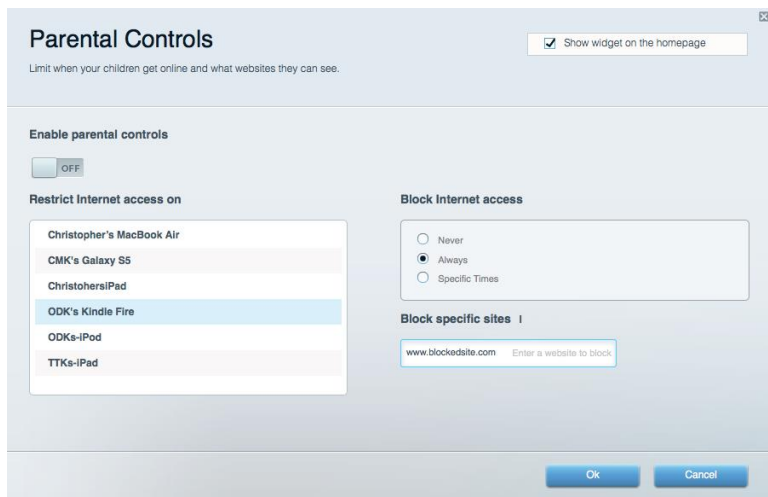 Parental Controls
Show widget on the homepage
Limit when your children get online and what websites they can see.
Enable parental controls
OFF
Restrict Internet access on
Christopher's MacBook Air
CMK's Galaxy S5
ChristohersiPad
ODK's Kindle Fire
ODKs-iPod
TTKs-iPad
Block Internet access
Never
Always
Specific Times
Block specific sites I
www.blockedsite.com Enter a website to block
Ok
Cancel